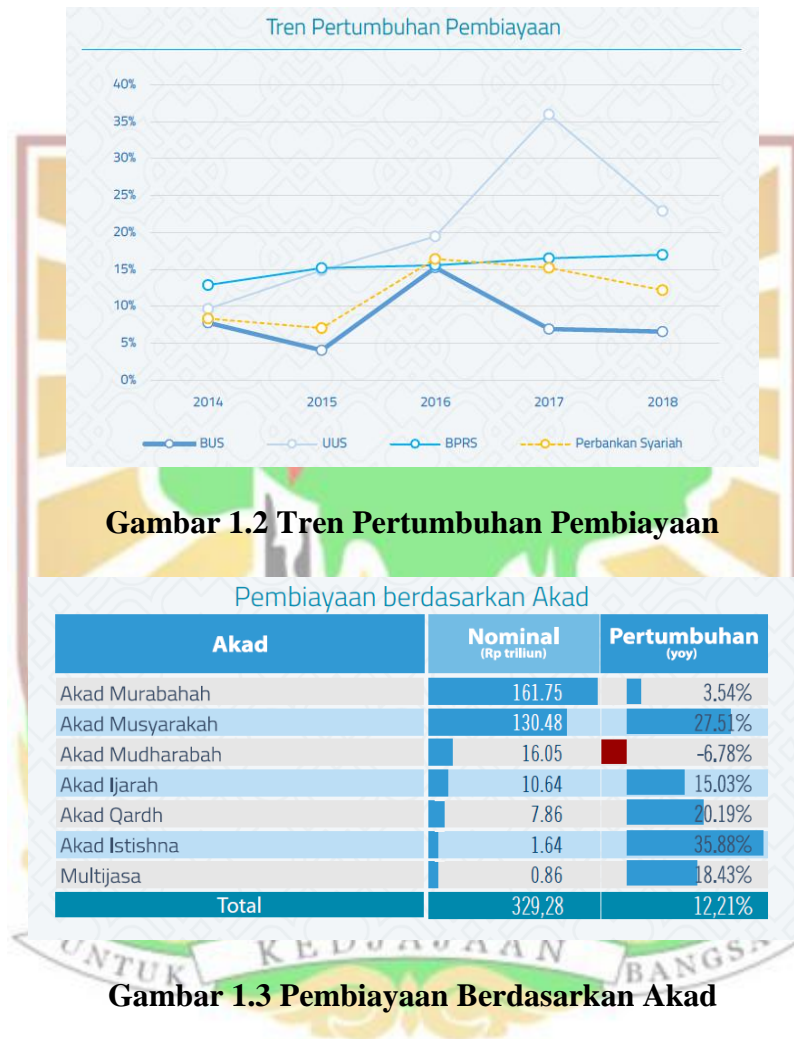 Tren Pertumbuhan Pembiayaan
40%
35%
30%
25%
20%
15%
10%
5%
0%
2014 2015 2016 2017 2018
BUS UUS BPRS Perbankan Syariah
Gambar 1.2 Tren Pertumbuhan Pembiayaan
Pembiayaan berdasarkan Akad
Akad Nominal (Rp triliun) Pertumbuhan (yoy)
Akad Murabahah 161.75 3.54%
Akad Musyarakah 130.48 27.51%
Akad Mudharabah 16.05 -6.78%
Akad Ijarah 10.64 15.03%
Akad Qardh 7.86 20.19%
Akad Istishna 1.64 35.88%
Multijasa 0.86 18.43%
Total 329,28 12,21%
UNTUK KEDJAJAAN BANGSA
Gambar 1.3 Pembiayaan Berdasarkan Akad